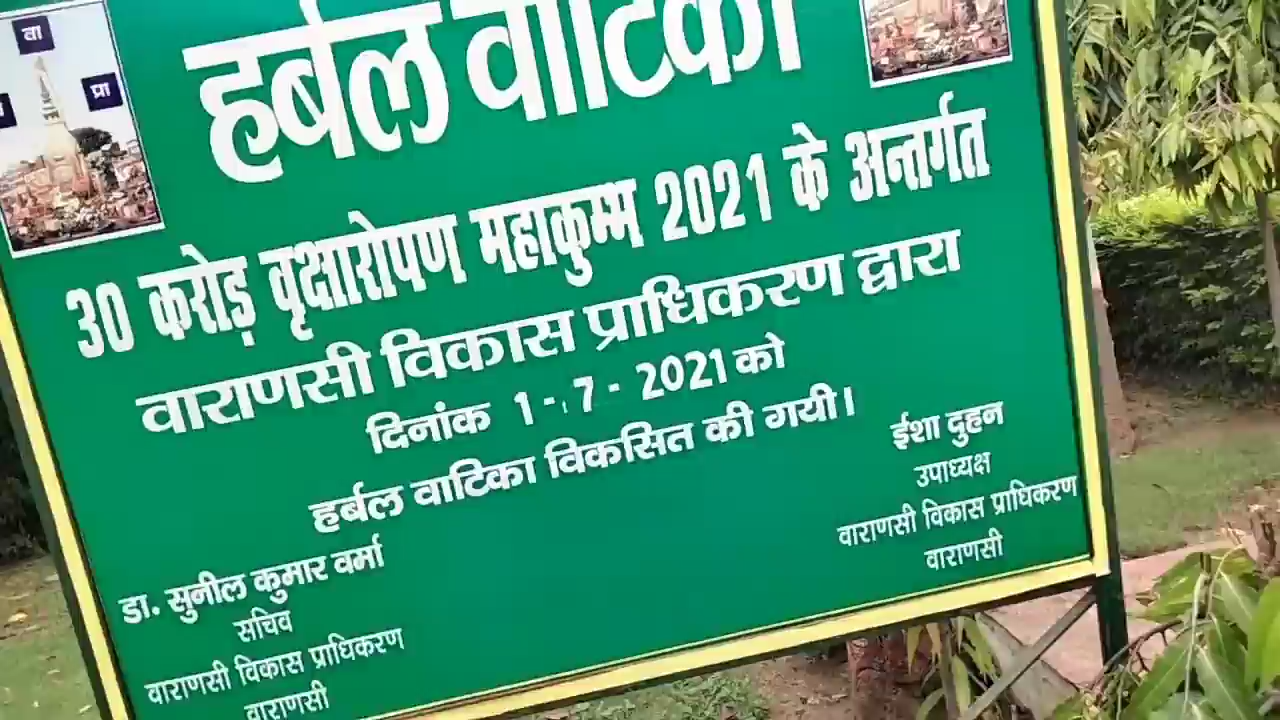 वा
प्रा
हर्बल वाटिका
30 करोड़ वृक्षारोपण महाकुम्भ 2021 के अन्तर्गत
वाराणसी विकास प्राधिकरण द्वारा
दिनांक 1-7-2021 को
हर्बल वाटिका विकसित की गयी।
ईशा दुहन
उपाध्यक्ष
वाराणसी विकास प्राधिकरण
वाराणसी
डा. सुनील कुमार वर्मा
सचिव
वाराणसी विकास प्राधिकरण
वाराणसी